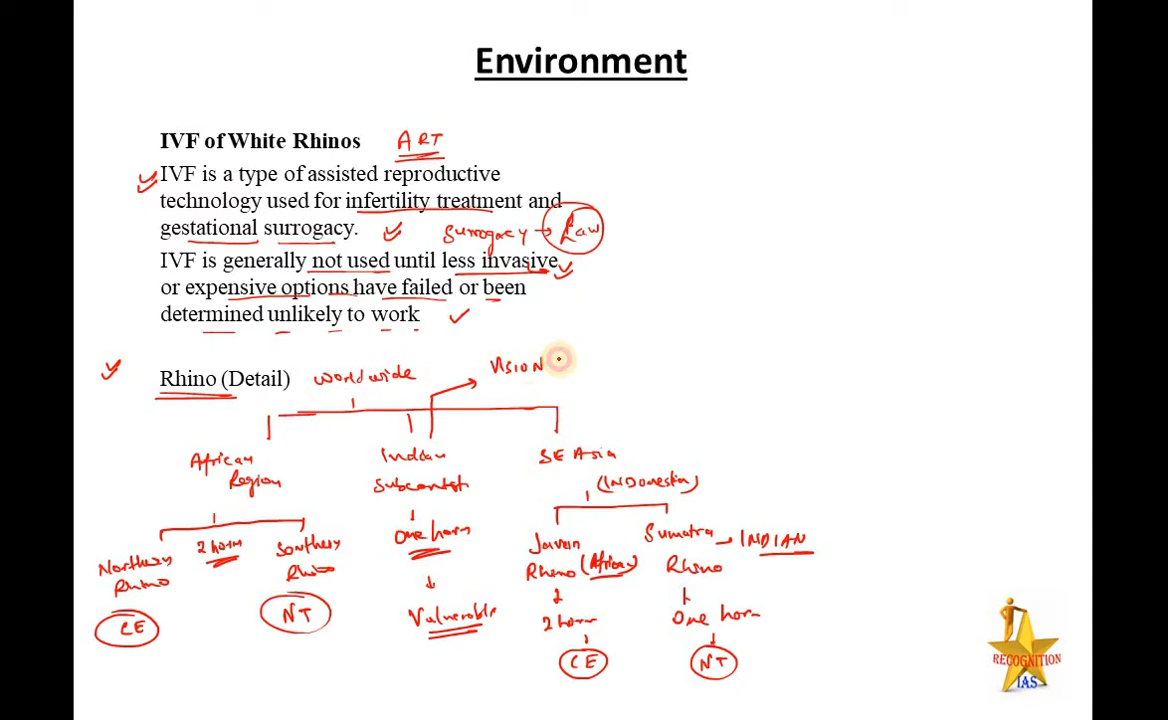 Environment
IVF of White Rhinos ART
IVF is a type of assisted reproductive
technology used for infertility treatment and
gestational surrogacy. Surrogacy → Law
IVF is generally not used until less invasive
or expensive options have failed or been
determined unlikely to work
Rhino (Detail) worldwide VISION
African Region
Indian
SE Asia
(INDonesia)
Northern Rhino
2 horn
Southern Rhino
One horn
Javan Rhino (African)
Sumatra Rhino → INDIAN
CE
NT
Vulnerable
2 horn
One horn
CE
NT
RECOGNITION
IAS